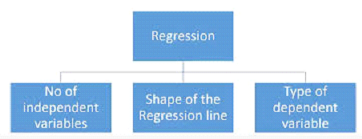 Regression
No of
independent
variables
Shape of the
Regression line
Type of
dependent
variable